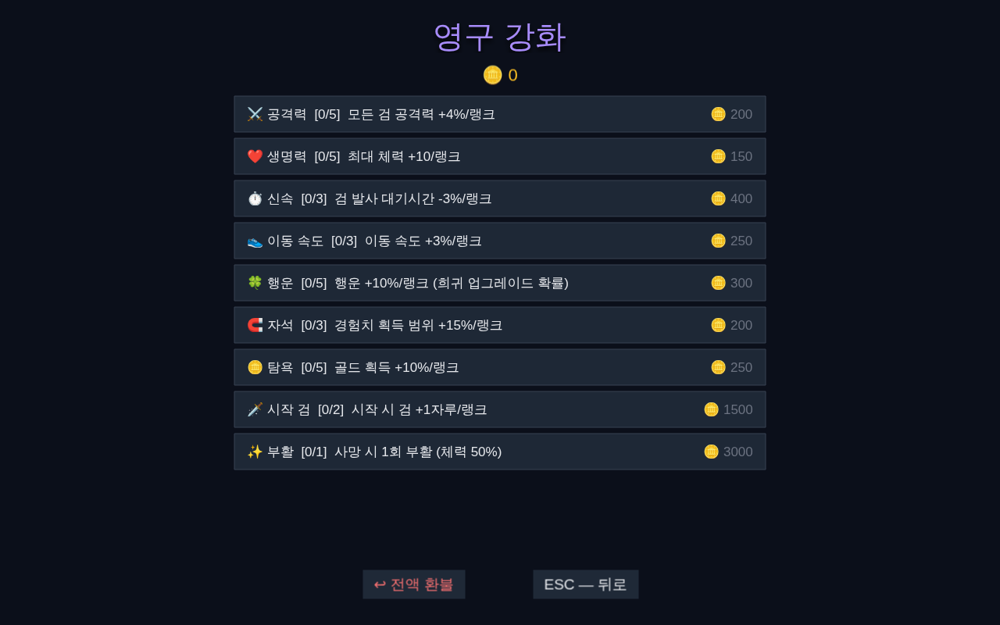 영구 강화
🪙 0
⚔️ 공격력 [0/5] 모든 검 공격력 +4%/랭크 🪙 200
❤️ 생명력 [0/5] 최대 체력 +10/랭크 🪙 150
⏱️ 신속 [0/3] 검 발사 대기시간 -3%/랭크 🪙 400
👟 이동 속도 [0/3] 이동 속도 +3%/랭크 🪙 250
🍀 행운 [0/5] 행운 +10%/랭크 (희귀 업그레이드 확률) 🪙 300
🧲 자석 [0/3] 경험치 획득 범위 +15%/랭크 🪙 200
🪙 탐욕 [0/5] 골드 획득 +10%/랭크 🪙 250
🗡️ 시작 검 [0/2] 시작 시 검 +1자루/랭크 🪙 1500
✨ 부활 [0/1] 사망 시 1회 부활 (체력 50%) 🪙 3000
↩ 전액 환불
ESC — 뒤로